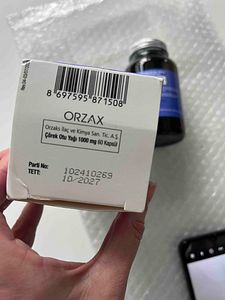 8 697595 871508
ORZAX
Orzaks İlaç ve Kimya San. Tic. A.Ş.
Çörek Otu Yağı 1000 mg 60 Kapsül
Parti No: 102410269
TETT: 10/2027